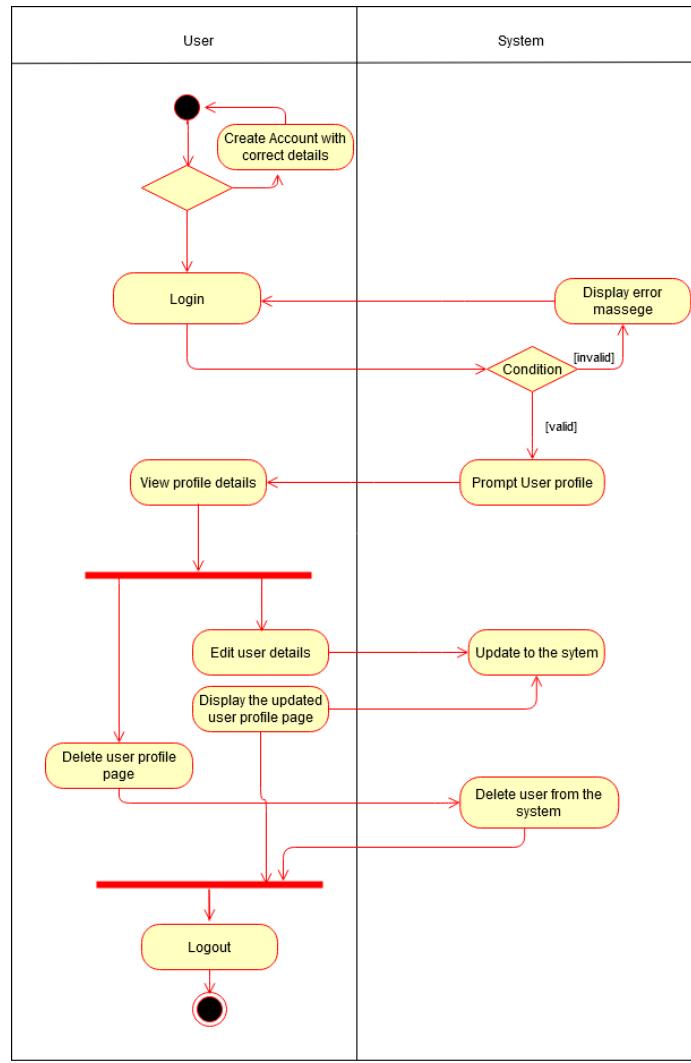 User
System
Create Account with
correct details
Login
Display error
massege
Condition
[invalid]
[valid]
View profile details
Prompt User profile
Edit user details
Update to the sytem
Display the updated
user profile page
Delete user profile
page
Delete user from the
system
Logout